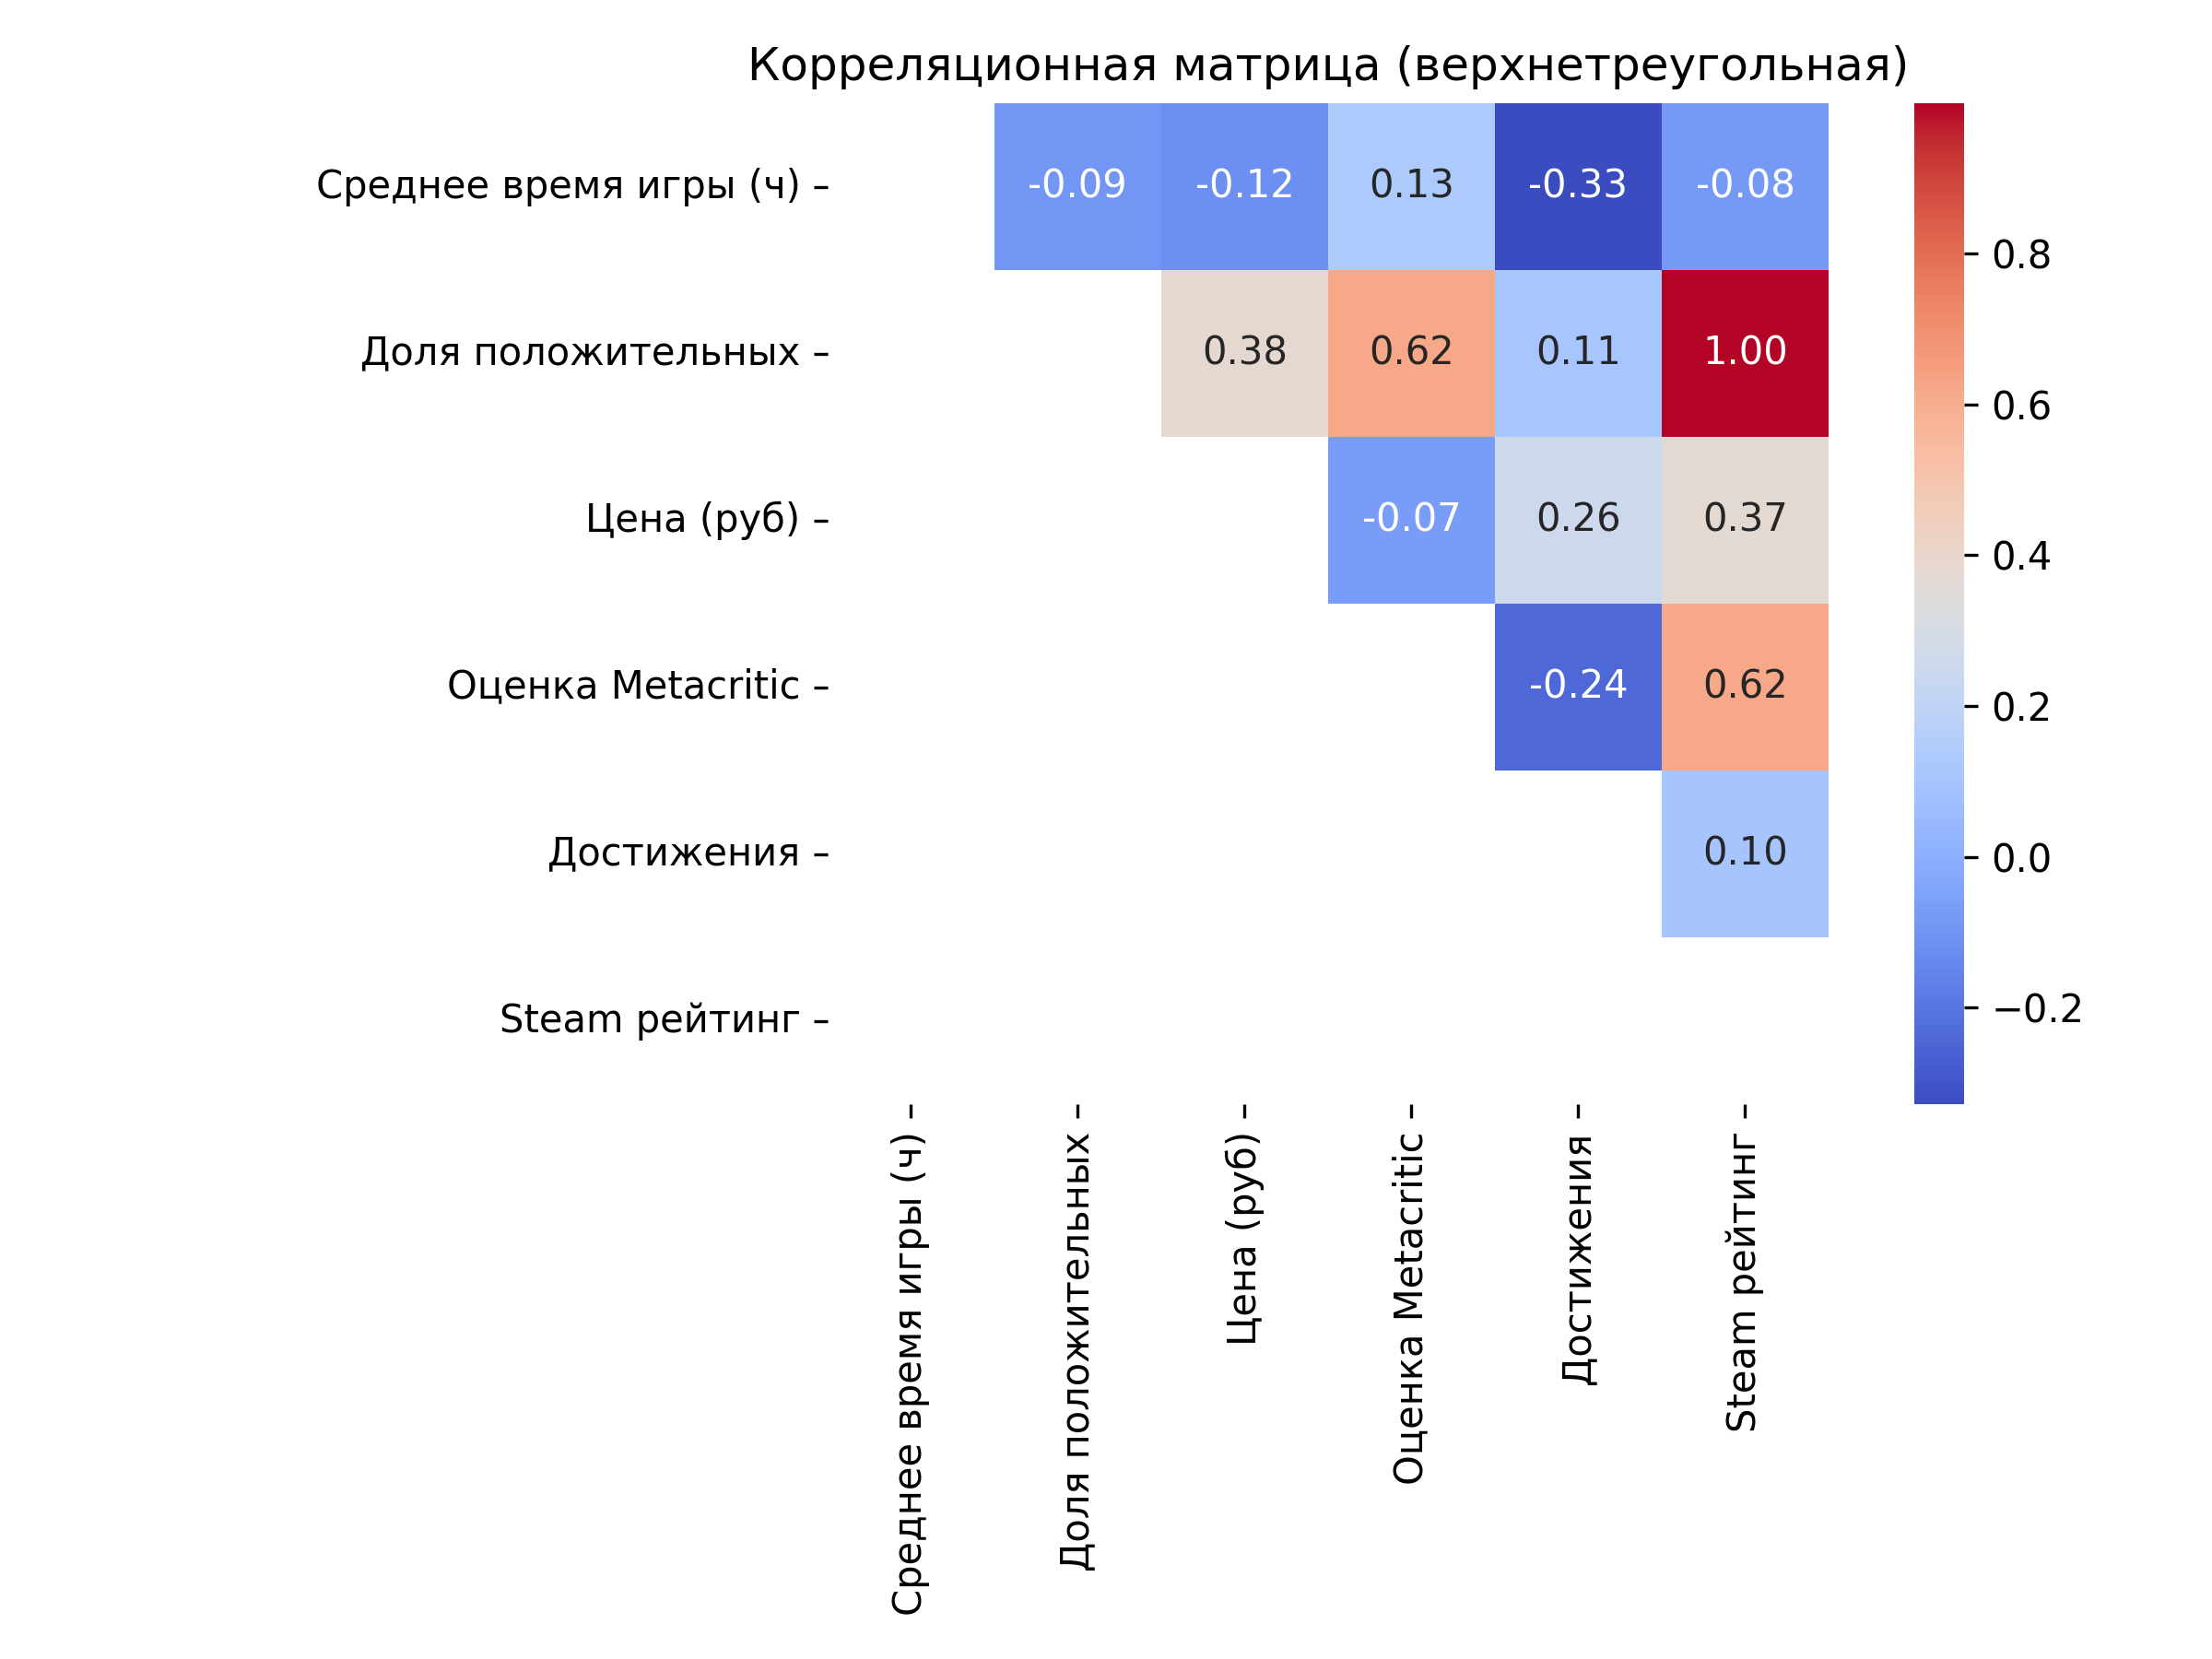 Корреляционная матрица (верхнетреугольная)
Среднее время игры (ч)
-0.09 -0.12 0.13 -0.33 -0.08
Доля положительных
0.38 0.62 0.11 1.00
Цена (руб)
-0.07 0.26 0.37
Оценка Metacritic
-0.24 0.62
Достижения
0.10
Steam рейтинг
0.8
0.6
0.4
0.2
0.0
−0.2
Среднее время игры (ч)
Доля положительных
Цена (руб)
Оценка Metacritic
Достижения
Steam рейтинг